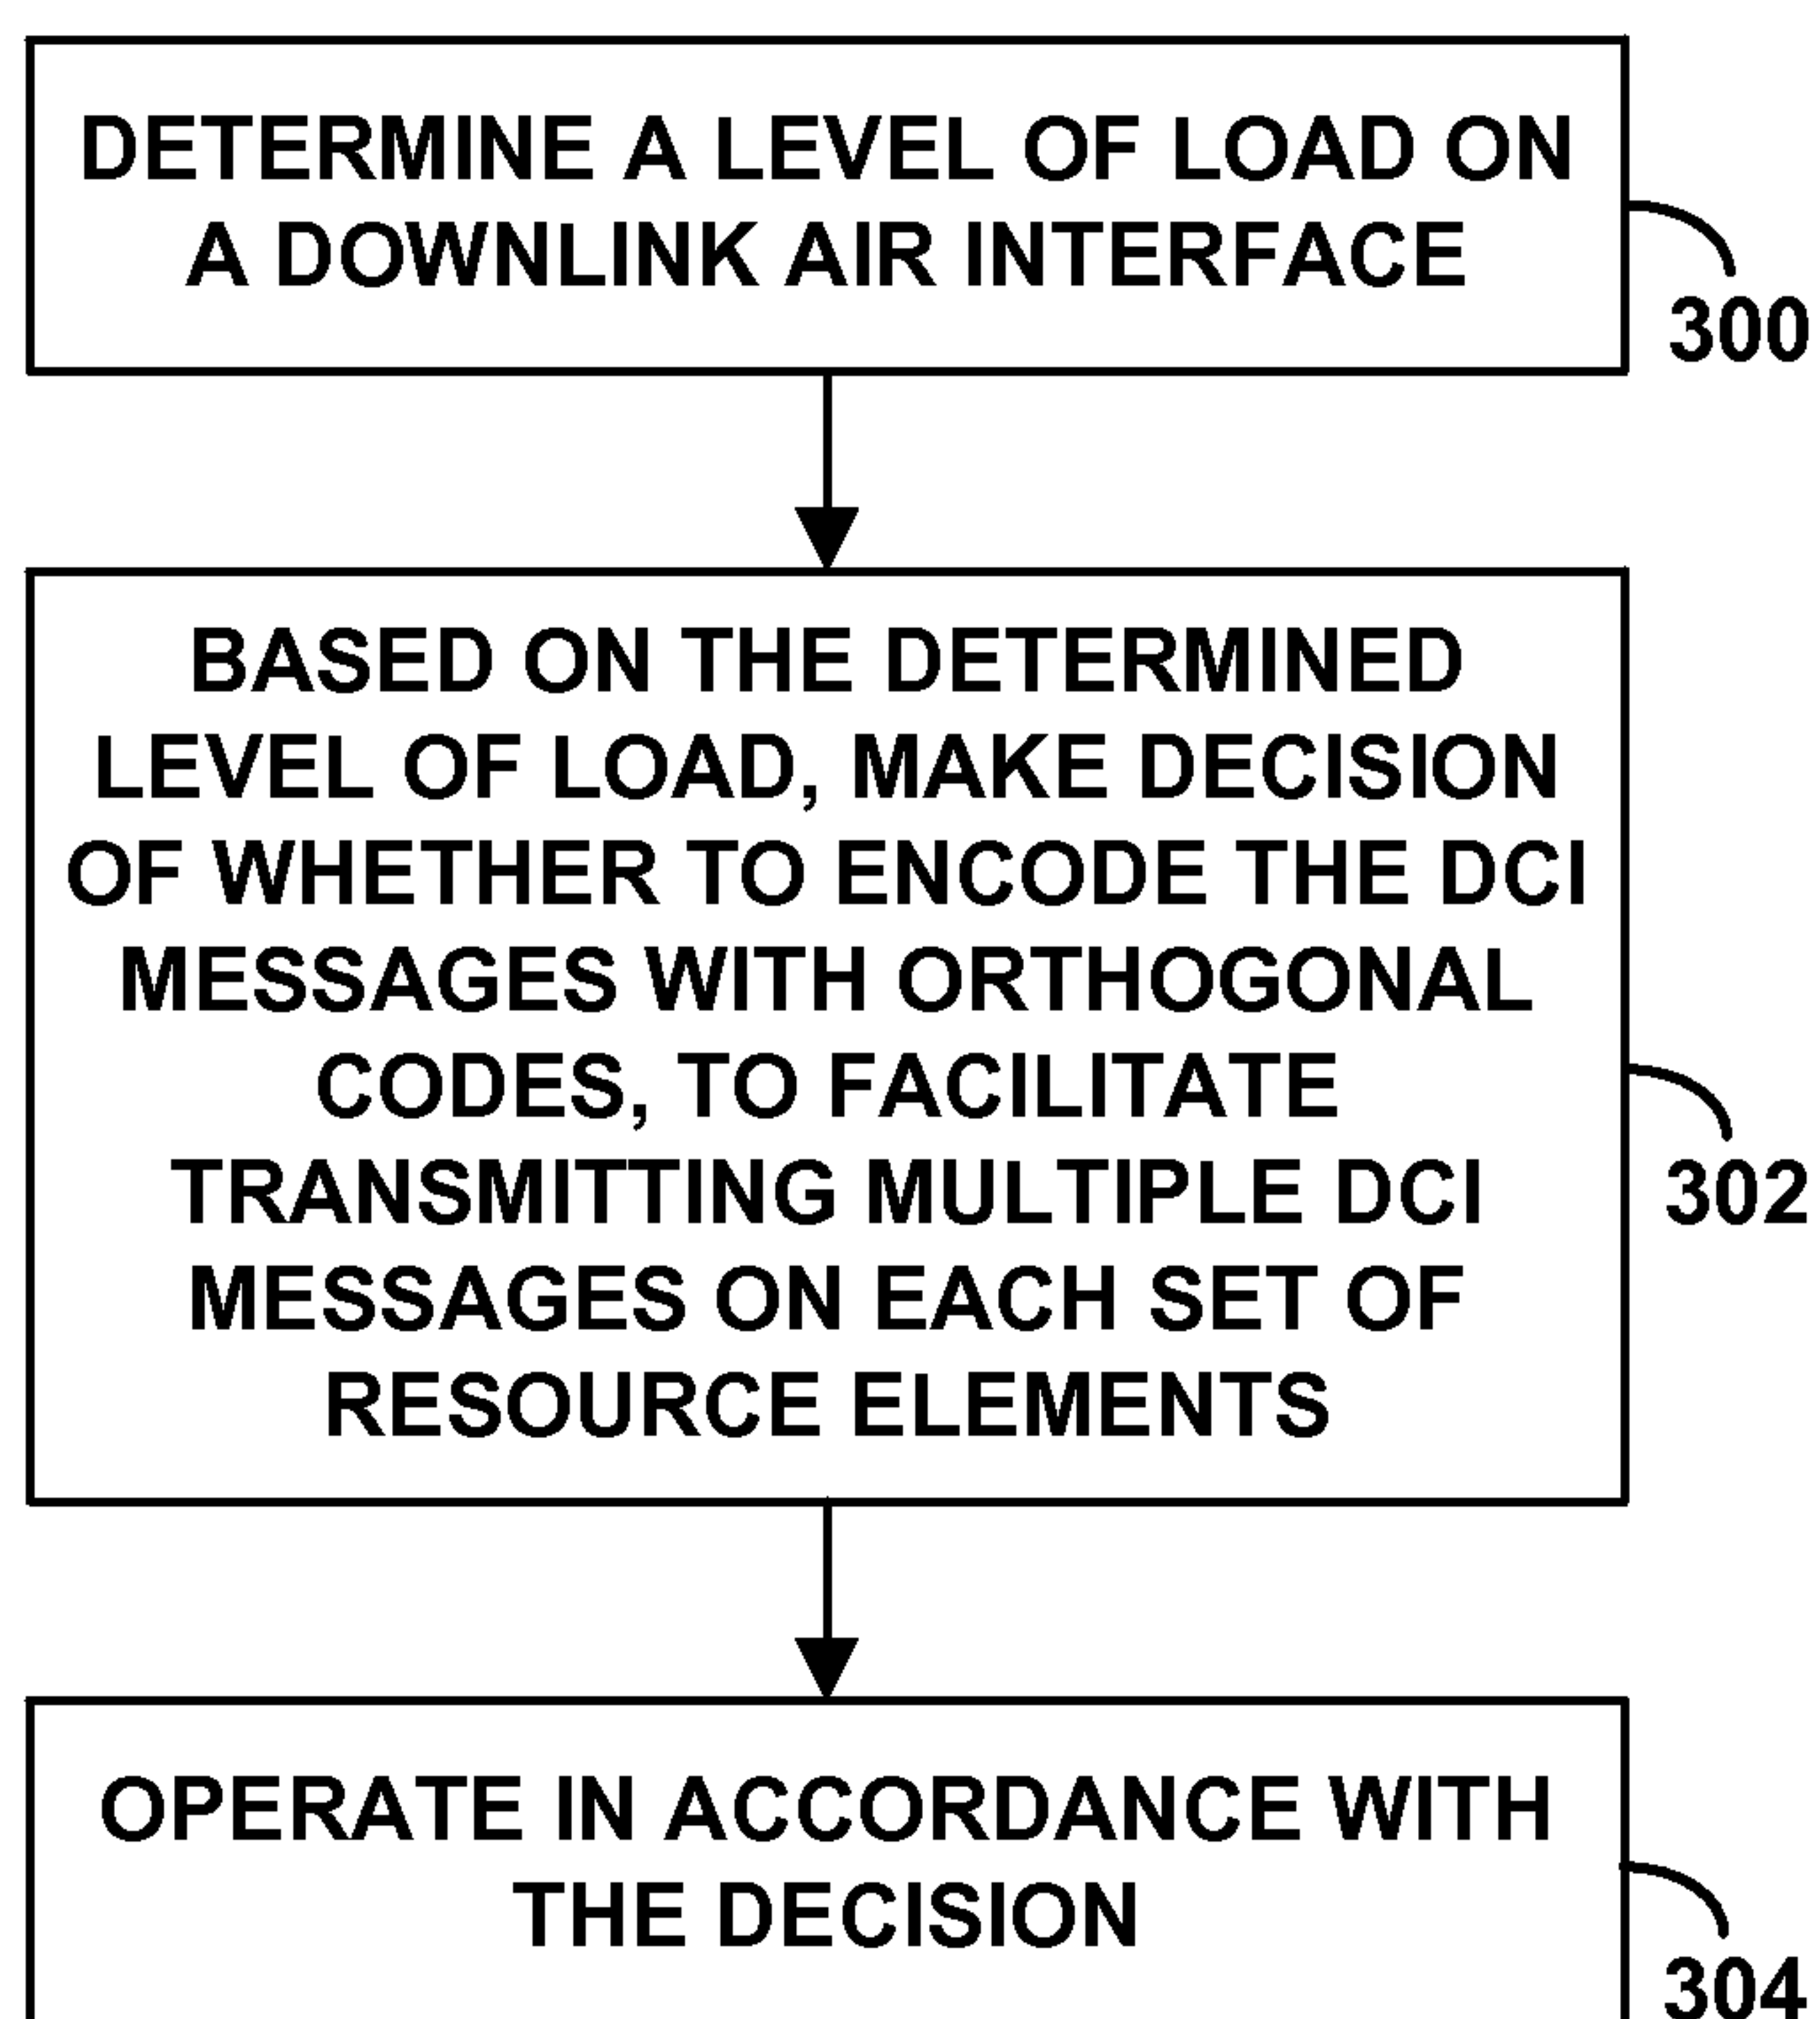 DETERMINE A LEVEL OF LOAD ON
A DOWNLINK AIR INTERFACE
300
BASED ON THE DETERMINED
LEVEL OF LOAD, MAKE DECISION
OF WHETHER TO ENCODE THE DCI
MESSAGES WITH ORTHOGONAL
CODES, TO FACILITATE
TRANSMITTING MULTIPLE DCI
MESSAGES ON EACH SET OF
RESOURCE ELEMENTS
302
OPERATE IN ACCORDANCE WITH
THE DECISION
304